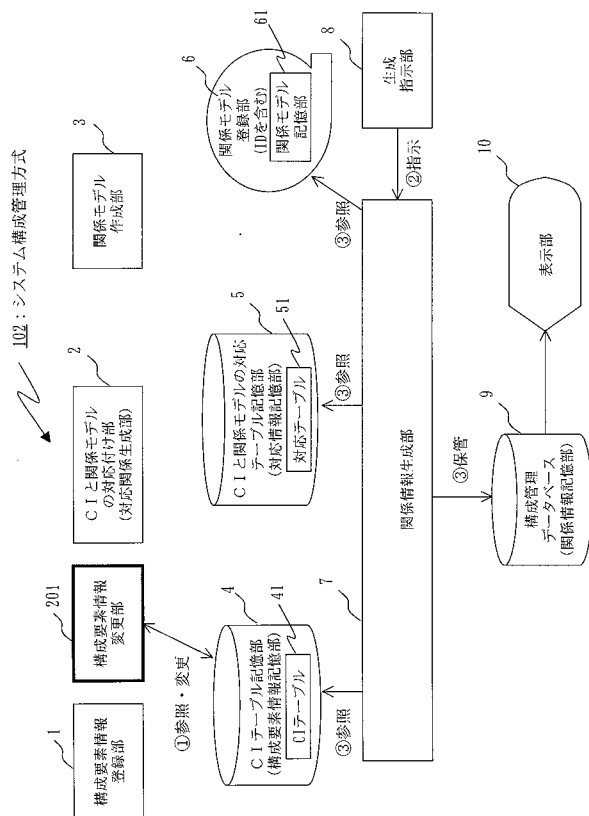 102：システム構成管理方式
1
構成要素情報
登録部
201
構成要素情報
変更部
2
ＣＩと関係モデル
の対応付け部
(対応関係生成部)
3
関係モデル
作成部
①参照・変更
4
ＣＩテーブル記憶部
(構成要素情報記憶部)
41
CIテーブル
5
ＣＩと関係モデルの対応
テーブル記憶部
(対応情報記憶部)
51
対応テーブル
6
関係モデル
登録部
(IDを含む)
61
関係モデル
記憶部
③参照
③参照
③参照
7
関係情報生成部
②指示
8
生成
指示部
③保管
9
構成管理
データベース
(関係情報記憶部)
10
表示部